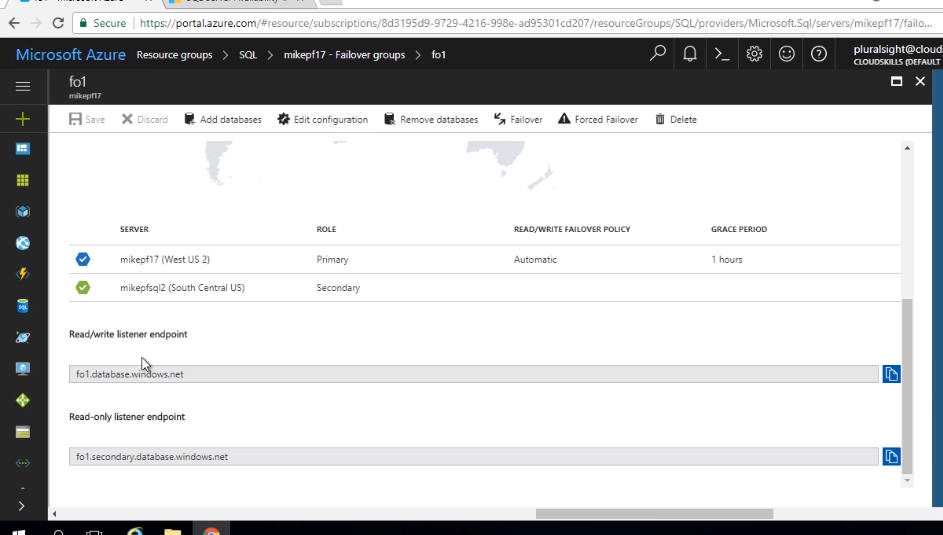 Secure https://portal.azure.com/#resource/subscriptions/8d3195d9-9729-4216-998e-ad95301cd207/resourceGroups/SQL/providers/Microsoft.Sql/servers/mikepf17/failo...
Microsoft Azure Resource groups > SQL > mikepf17 - Failover groups > fo1
pluralsight@cloud
CLOUDSKILLS (DEFAULT
fo1
mikepf17
Save Discard Add databases Edit configuration Remove databases Failover Forced Failover Delete
SERVER ROLE READ/WRITE FAILOVER POLICY GRACE PERIOD
mikepf17 (West US 2) Primary Automatic 1 hours
mikepfsql2 (South Central US) Secondary
Read/write listener endpoint
fo1.database.windows.net
Read-only listener endpoint
fo1.secondary.database.windows.net